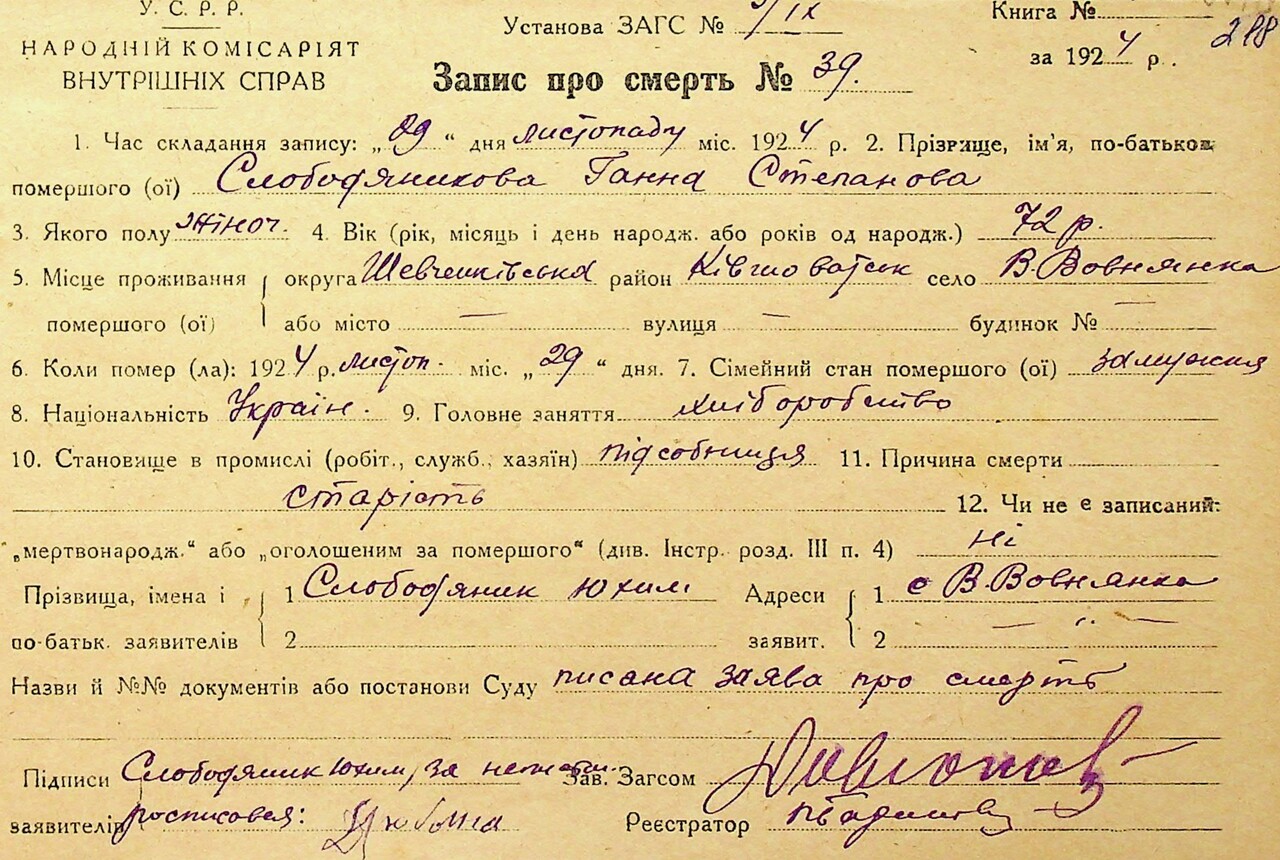 У. С. Р. Р.
НАРОДНІЙ КОМІСАРІЯТ
ВНУТРІШНІХ СПРАВ
Установа ЗАГС № /ІХ
Книга №
218
за 1924 р.
Запис про смерть № 39.
1. Час складання запису: „29“ дня листопаду міс. 1924 р. 2. Прізвище, ім'я, по-батькові
помершого (ої) Слободяникова Ганна Степанова
3. Якого полу жіноч. 4. Вік (рік, місяць і день народж. або років од народж.) 72 р.
5. Місце проживання округа Шевченківська район Ківшоватськ село В. Вовнянка
помершого (ої) або місто — вулиця — будинок № —
6. Коли помер (ла): 1924 р. листоп. міс. „29“ дня. 7. Сімейний стан помершого (ої) замужня
8. Національність Україн. 9. Головне заняття хліборобство
10. Становище в промислі (робіт., служб., хазяїн) підсобниця 11. Причина смерти
старість 12. Чи не є записаний:
„мертвонародж.“ або „оголошеним за помершого“ (див. Інстр. розд. III п. 4) ні
Прізвища, імена і 1 Слободяник Юхим Адреси 1 с В. Вовнянка
по-батьк. заявителів 2 заявит. 2 — „ —
Назви й №№ документів або постанови Суду писана заява про смерть
Підписи Слободяник Юхим, за Зав. Загсом
заявителів росписовся: Реєстратор